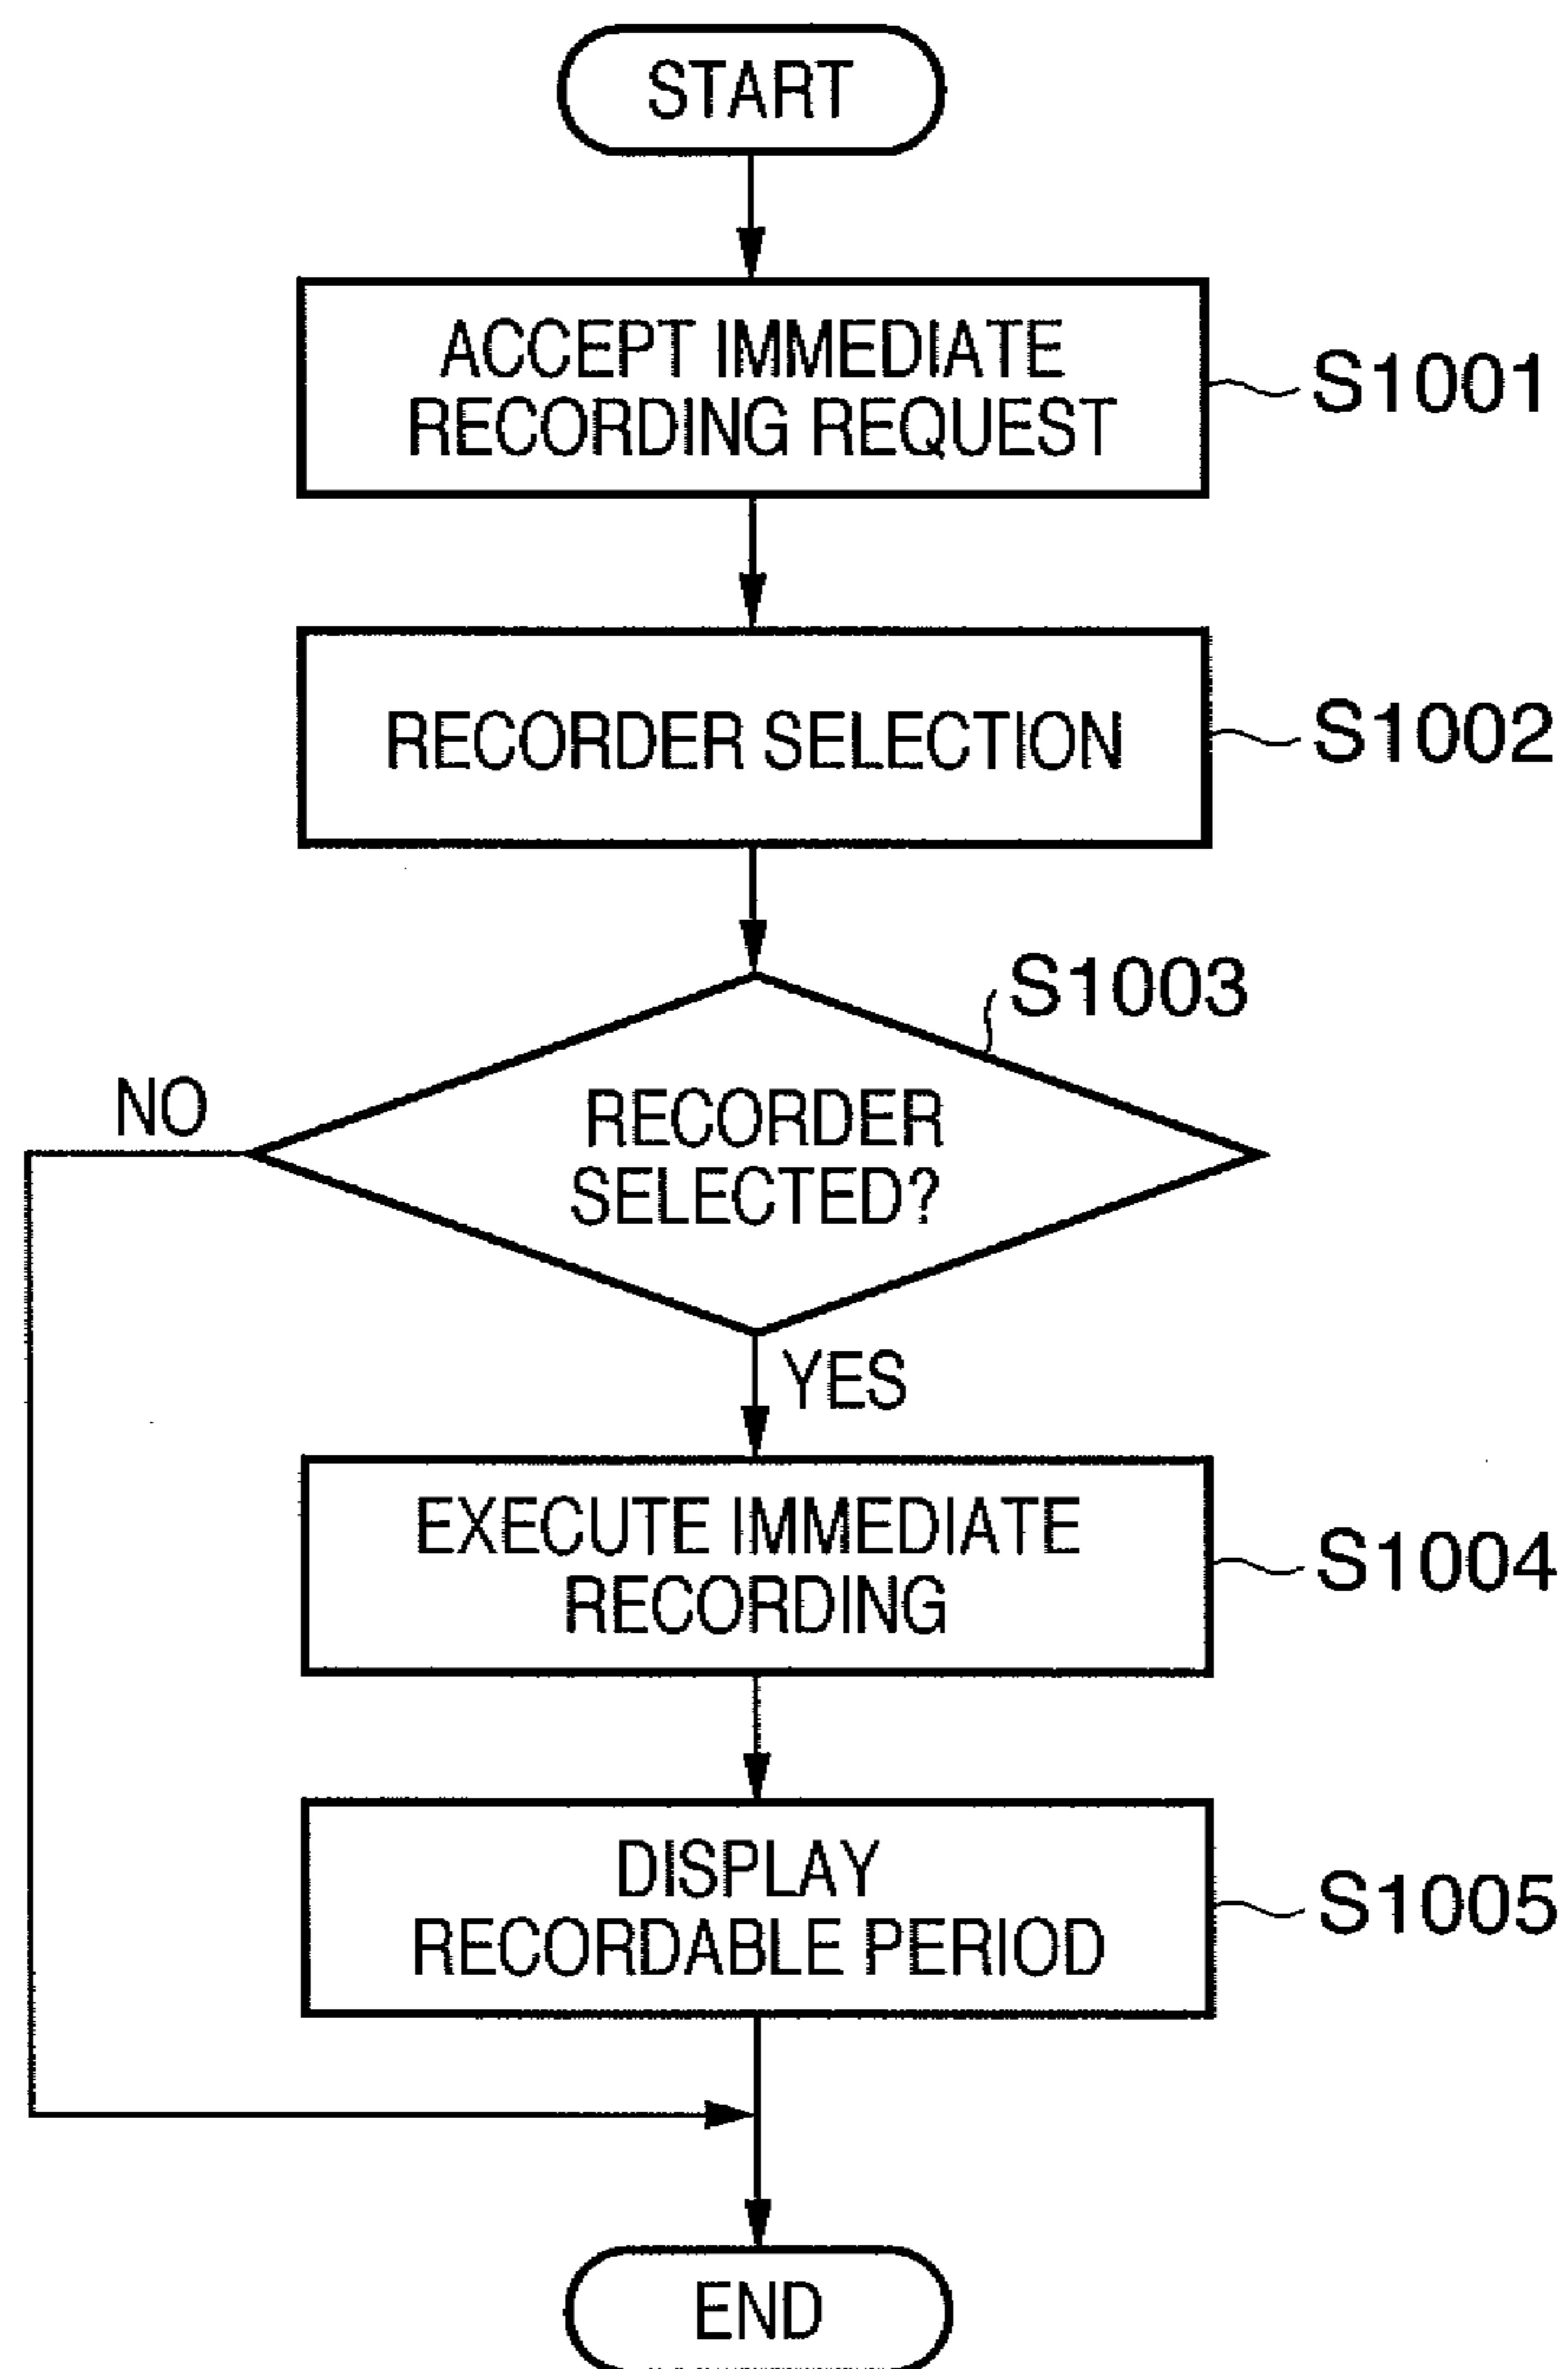 START
ACCEPT IMMEDIATE
RECORDING REQUEST
S1001
RECORDER SELECTION
S1002
S1003
NO
RECORDER
SELECTED?
YES
EXECUTE IMMEDIATE
RECORDING
S1004
DISPLAY
RECORDABLE PERIOD
S1005
END